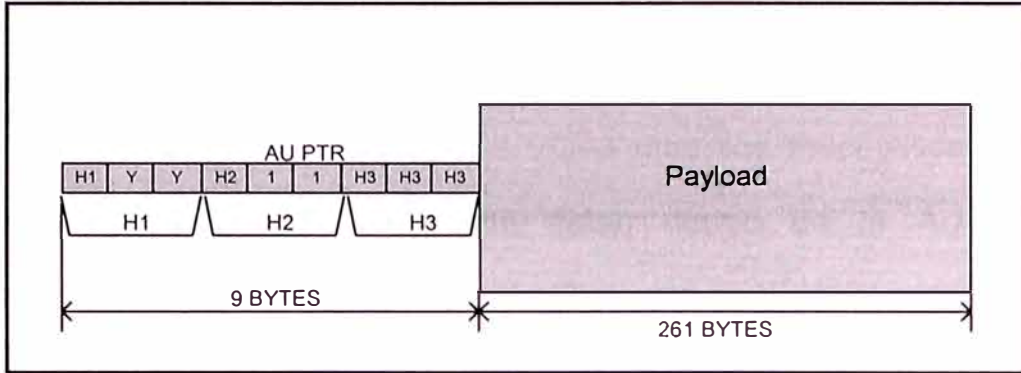 AU PTR
H1 Y Y H2 1 1 H3 H3 H3
H1 H2 H3
Payload
9 BYTES
261 BYTES